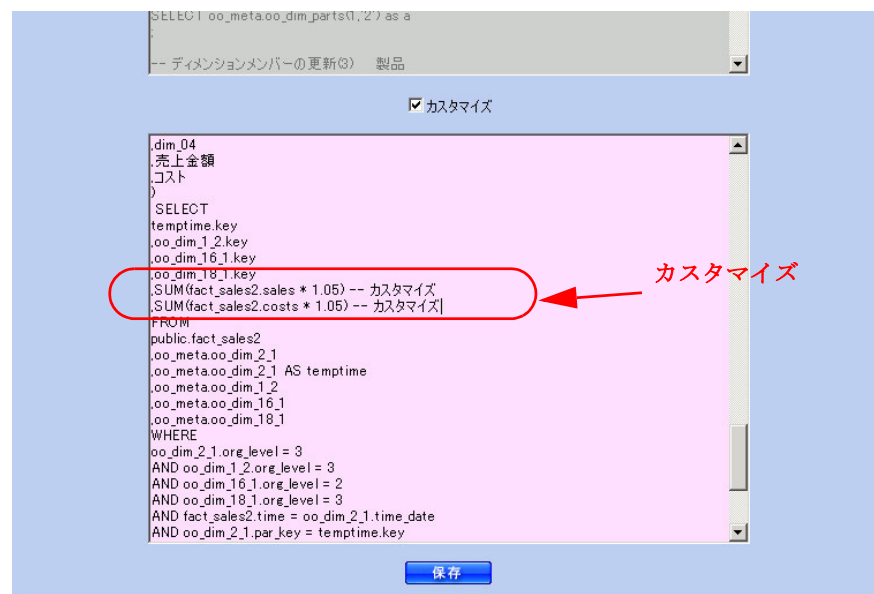 SELECT oo_meta.oo_dim_parts(1,'2') as a
;
-- ディメンションメンバーの更新(3)　製品
カスタマイズ
,dim_04
,売上金額
,コスト
)
SELECT
temptime.key
,oo_dim_1_2.key
,oo_dim_16_1.key
,oo_dim_18_1.key
カスタマイズ
,SUM(fact_sales2.sales * 1.05) -- カスタマイズ
,SUM(fact_sales2.costs * 1.05) -- カスタマイズ
FROM
public.fact_sales2
,oo_meta.oo_dim_2_1
,oo_meta.oo_dim_2_1 AS temptime
,oo_meta.oo_dim_1_2
,oo_meta.oo_dim_16_1
,oo_meta.oo_dim_18_1
WHERE
oo_dim_2_1.org_level = 3
AND oo_dim_1_2.org_level = 3
AND oo_dim_16_1.org_level = 2
AND oo_dim_18_1.org_level = 3
AND fact_sales2.time = oo_dim_2_1.time_date
AND oo_dim_2_1.par_key = temptime.key
保存